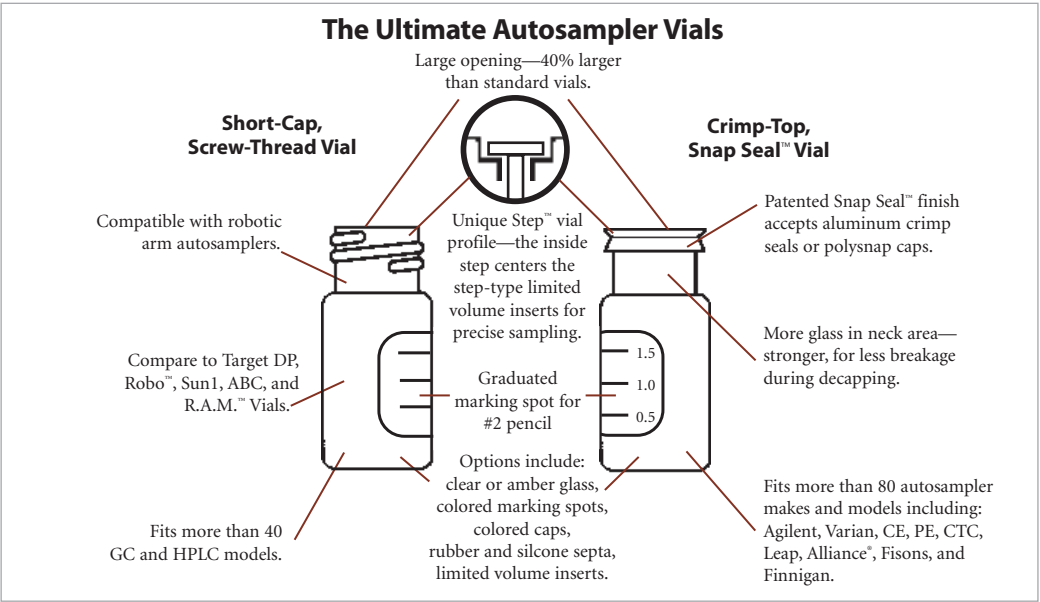 The Ultimate Autosampler Vials
Large opening—40% larger
than standard vials.
Short-Cap,
Screw-Thread Vial
Crimp-Top,
Snap Seal™ Vial
Compatible with robotic
arm autosamplers.
Unique Step™ vial
profile—the inside
step centers the
step-type limited
volume inserts for
precise sampling.
Patented Snap Seal™ finish
accepts aluminum crimp
seals or polysnap caps.
More glass in neck area—
stronger, for less breakage
during decapping.
Compare to Target DP,
Robo™, Sun1, ABC, and
R.A.M.™ Vials.
Graduated
marking spot for
#2 pencil
1.5
1.0
0.5
Options include:
clear or amber glass,
colored marking spots,
colored caps,
rubber and silcone septa,
limited volume inserts.
Fits more than 40
GC and HPLC models.
Fits more than 80 autosampler
makes and models including:
Agilent, Varian, CE, PE, CTC,
Leap, Alliance®, Fisons, and
Finnigan.